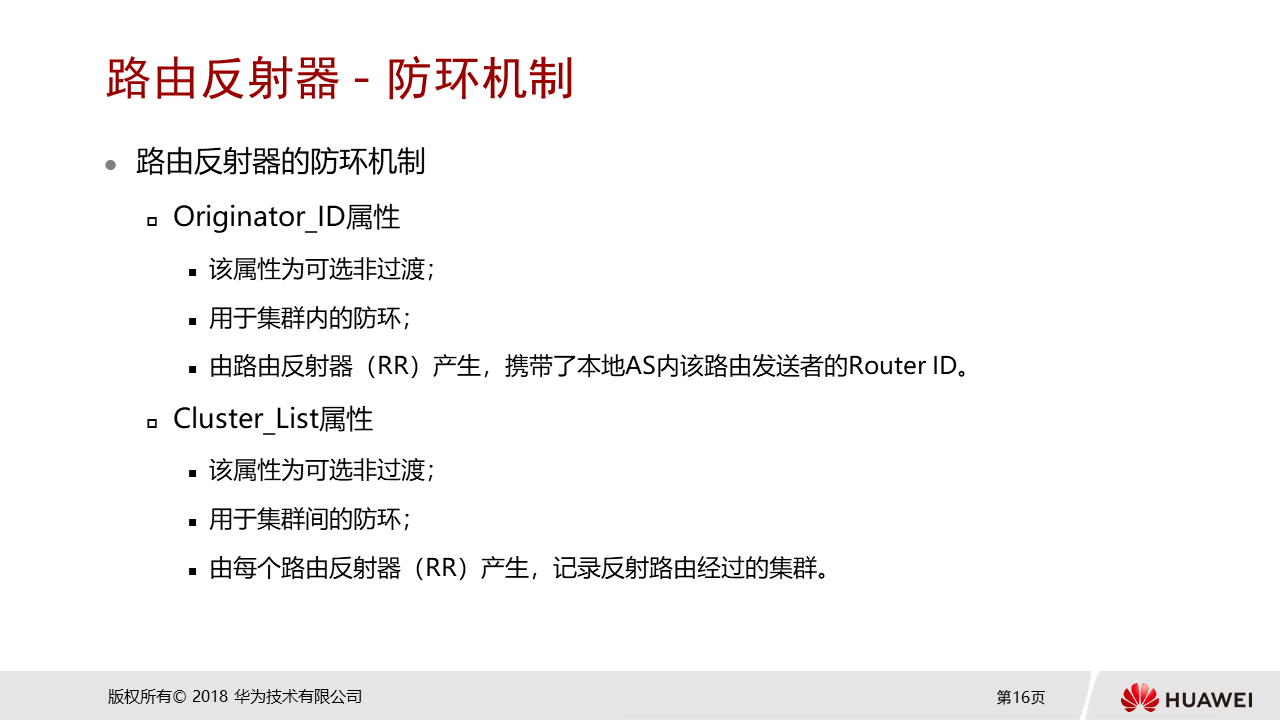 路由反射器 - 防环机制
路由反射器的防环机制
Originator_ID属性
该属性为可选非过渡；
用于集群内的防环；
由路由反射器（RR）产生，携带了本地AS内该路由发送者的Router ID。
Cluster_List属性
该属性为可选非过渡；
用于集群间的防环；
由每个路由反射器（RR）产生，记录反射路由经过的集群。
版权所有© 2018 华为技术有限公司
第16页
HUAWEI